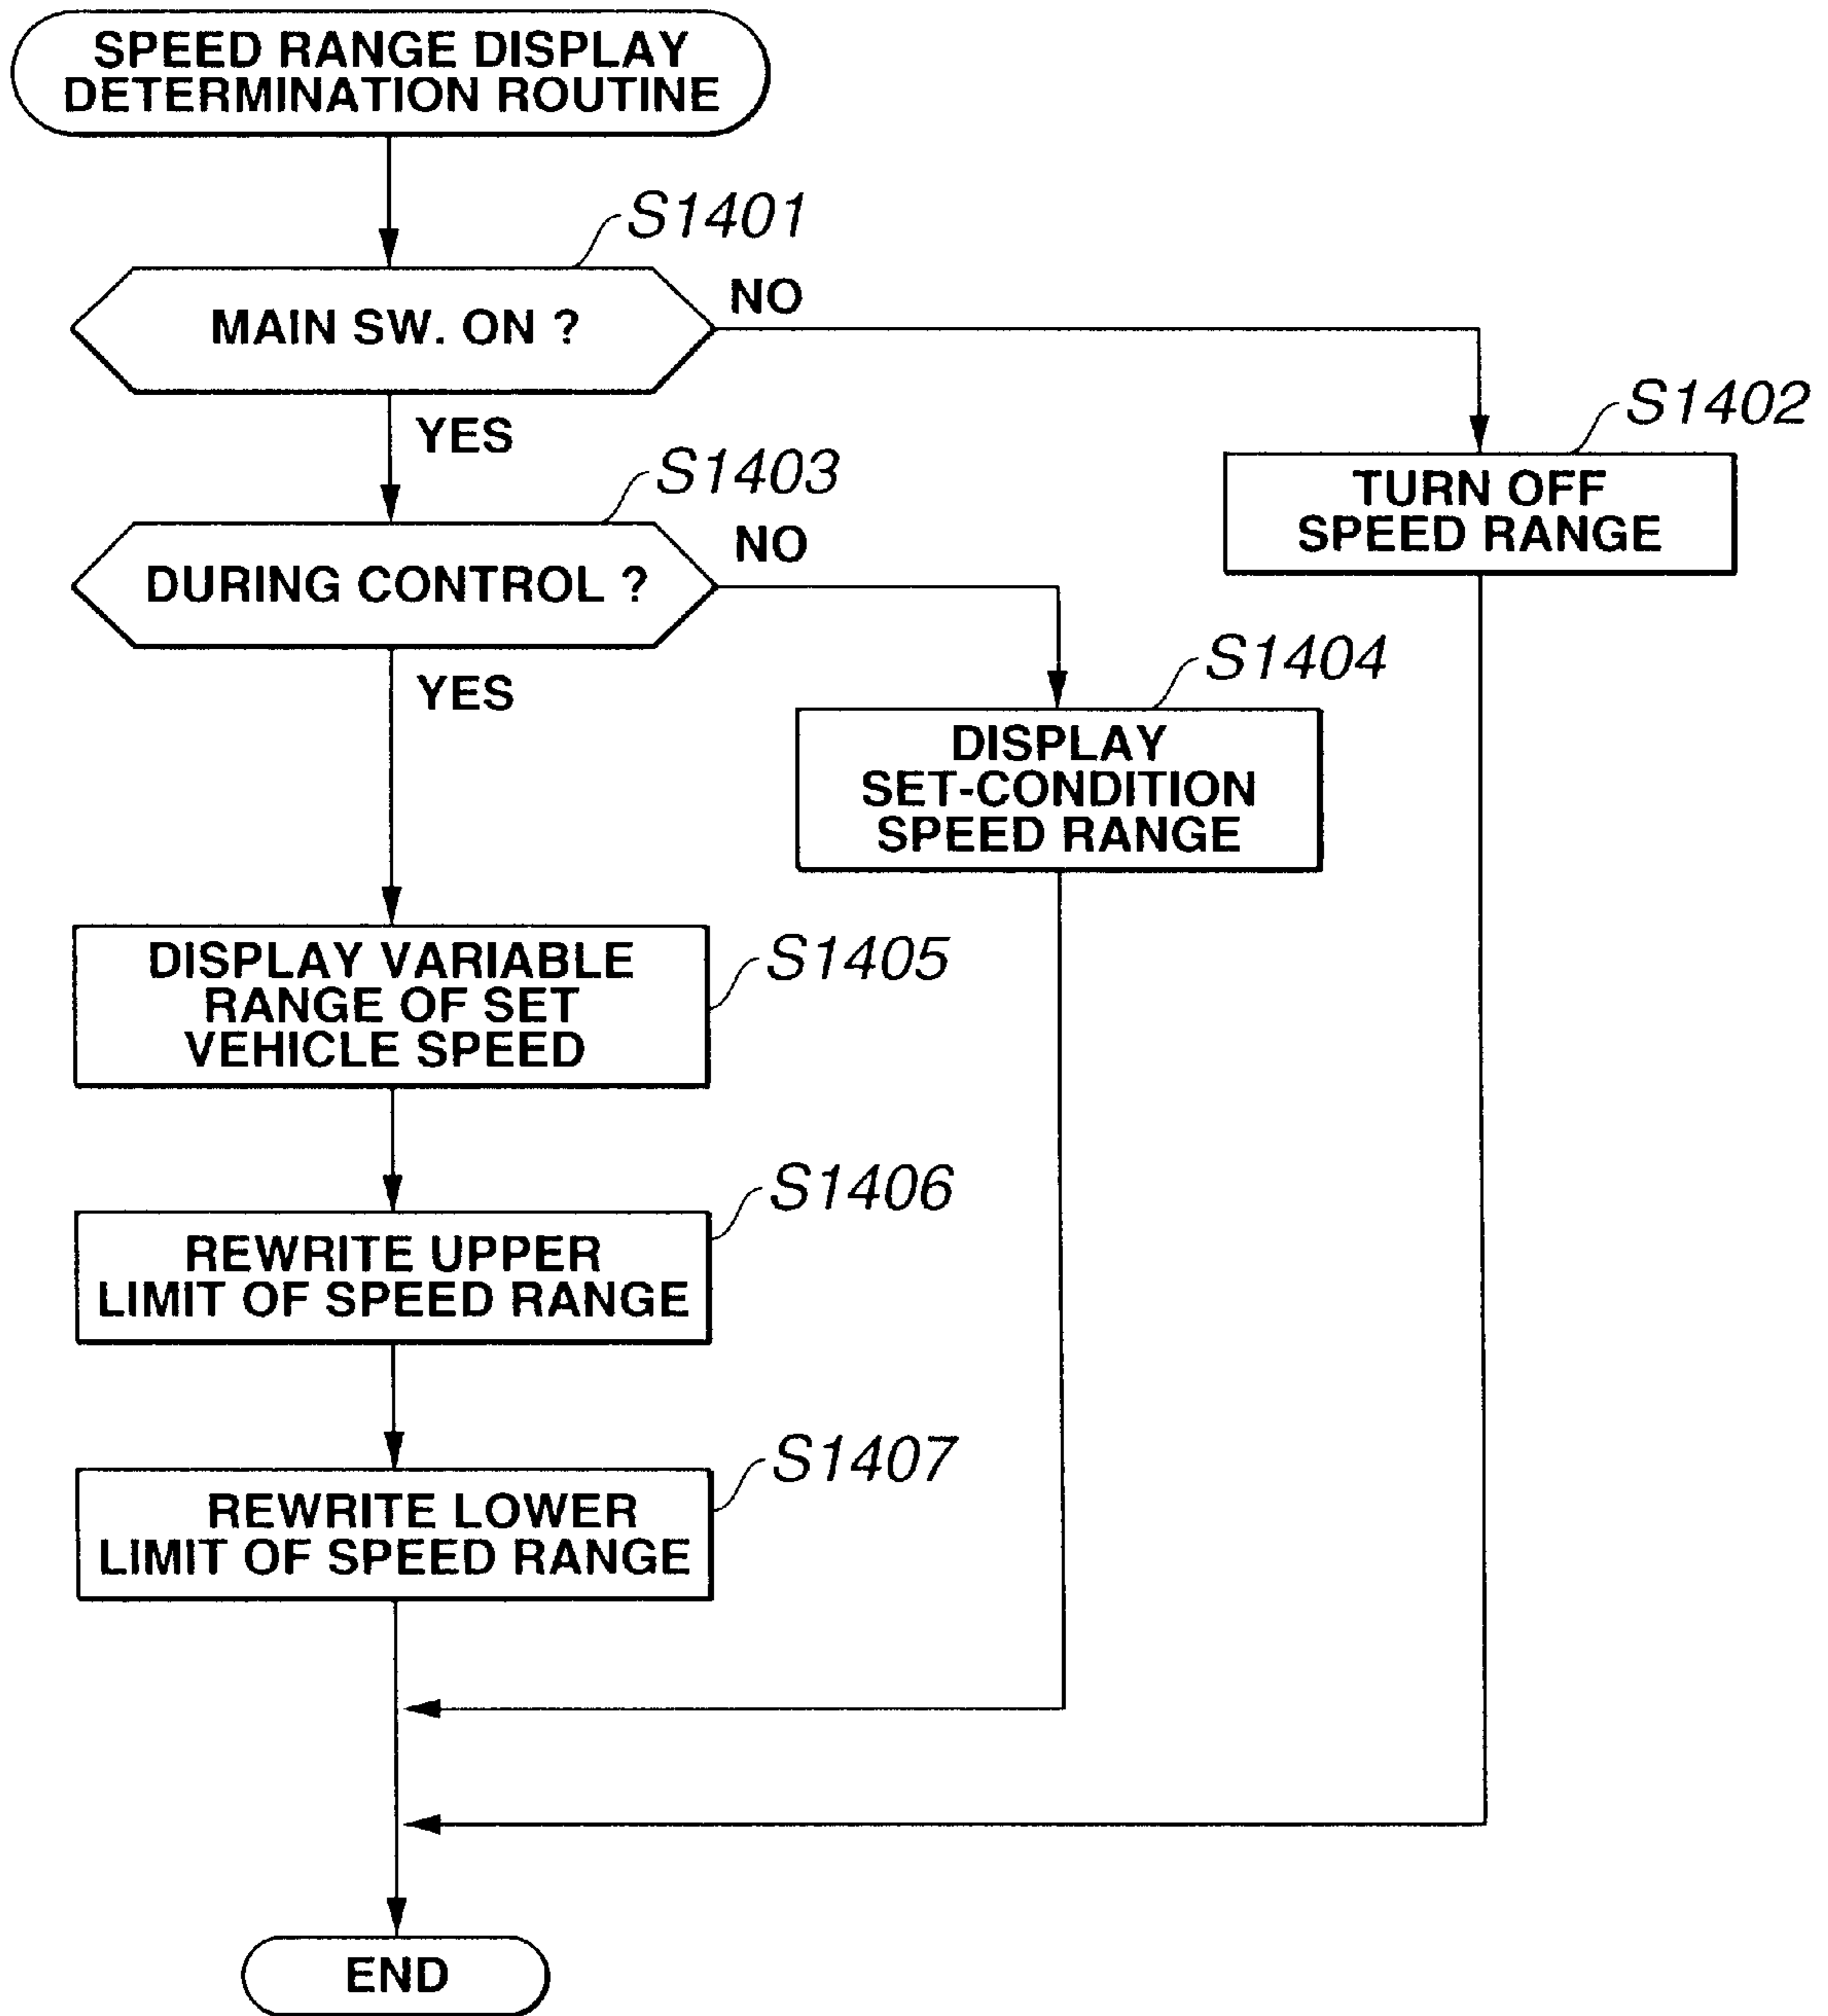 SPEED RANGE DISPLAY
DETERMINATION ROUTINE
S1401
MAIN SW. ON ?
NO
YES
S1402
TURN OFF
SPEED RANGE
S1403
DURING CONTROL ?
NO
YES
S1404
DISPLAY
SET-CONDITION
SPEED RANGE
S1405
DISPLAY VARIABLE
RANGE OF SET
VEHICLE SPEED
S1406
REWRITE UPPER
LIMIT OF SPEED RANGE
S1407
REWRITE LOWER
LIMIT OF SPEED RANGE
END